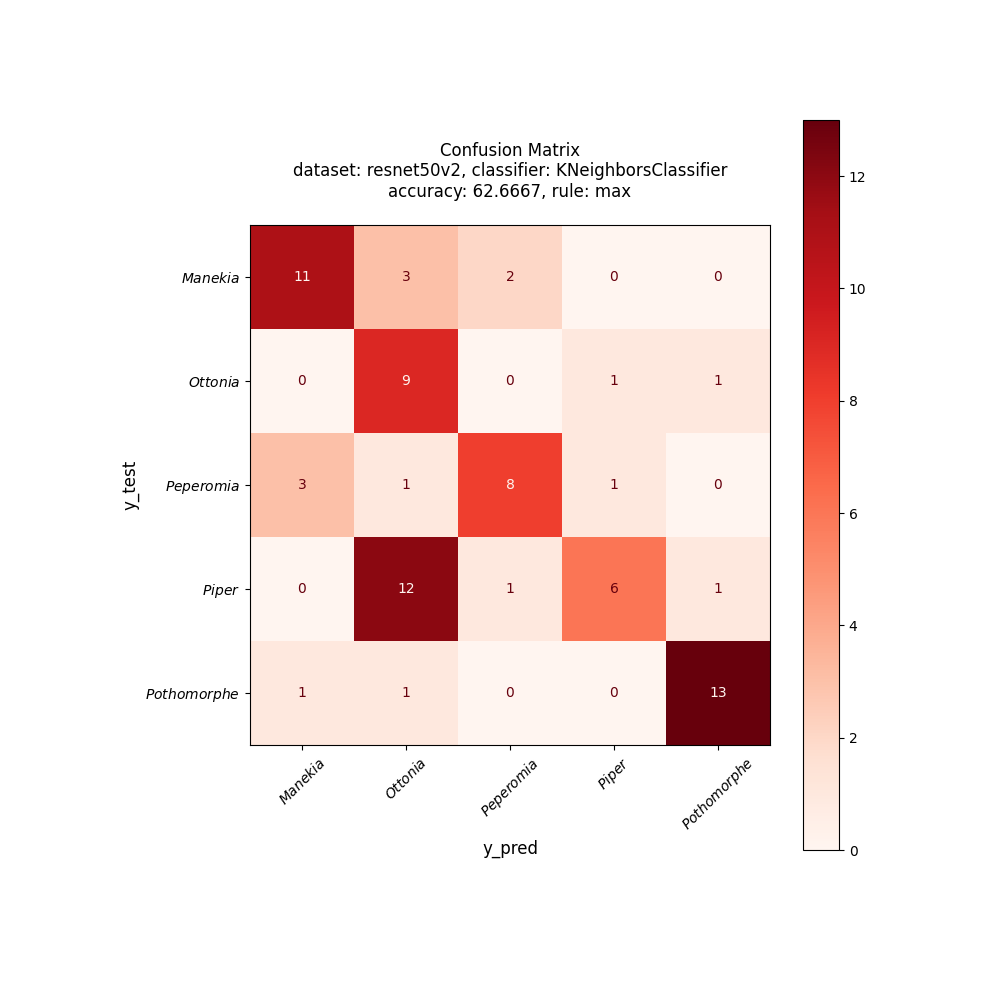 Confusion Matrix
dataset: resnet50v2, classifier: KNeighborsClassifier
accuracy: 62.6667, rule: max
Manekia 11 3 2 0 0
Ottonia 0 9 0 1 1
Peperomia 3 1 8 1 0
Piper 0 12 1 6 1
Pothomorphe 1 1 0 0 13
Manekia Ottonia Peperomia Piper Pothomorphe
y_pred
y_test
12
10
8
6
4
2
0